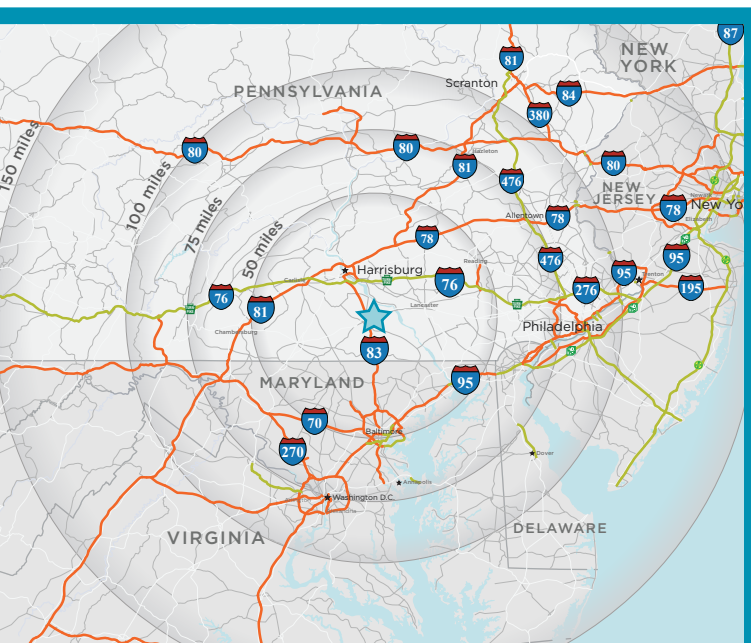 87
NEW
YORK
81
Scranton
84
PENNSYLVANIA
380
150 miles
80
80
Hazleton
81
80
100 miles
476
NEW
JERSEY
Newark
78
New Yo
75 miles
Allentown
78
Elizabeth
50 miles
78
476
95
Reading
Harrisburg
95
Trenton
Carlisle
76
276
195
76
81
Lancaster
Chambersburg
Philadelphia
83
MARYLAND
95
70
Baltimore
270
Dover
Annapolis
Washington D.C.
DELAWARE
VIRGINIA